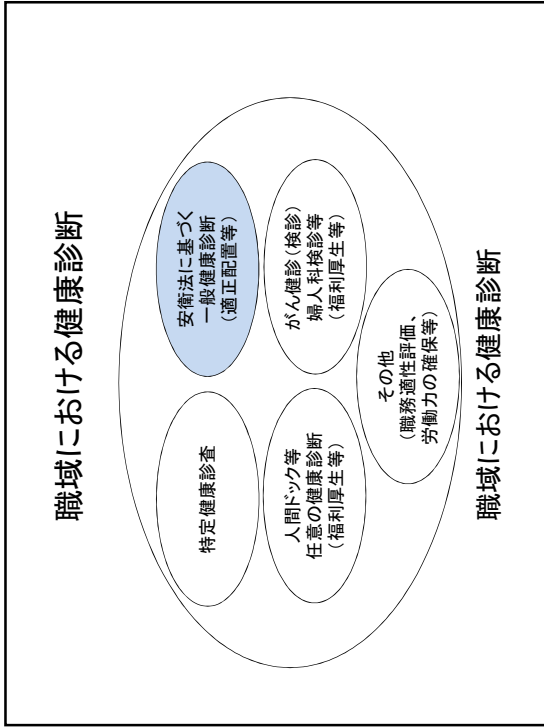 職域における健康診断
特定健康診査
安衛法に基づく
一般健康診断
(適正配置等)
人間ドック等
任意の健康診断
(福利厚生等)
がん健診(検診)
婦人科検診等
(福利厚生等)
その他
(職務適性評価、
労働力の確保等)
職域における健康診断